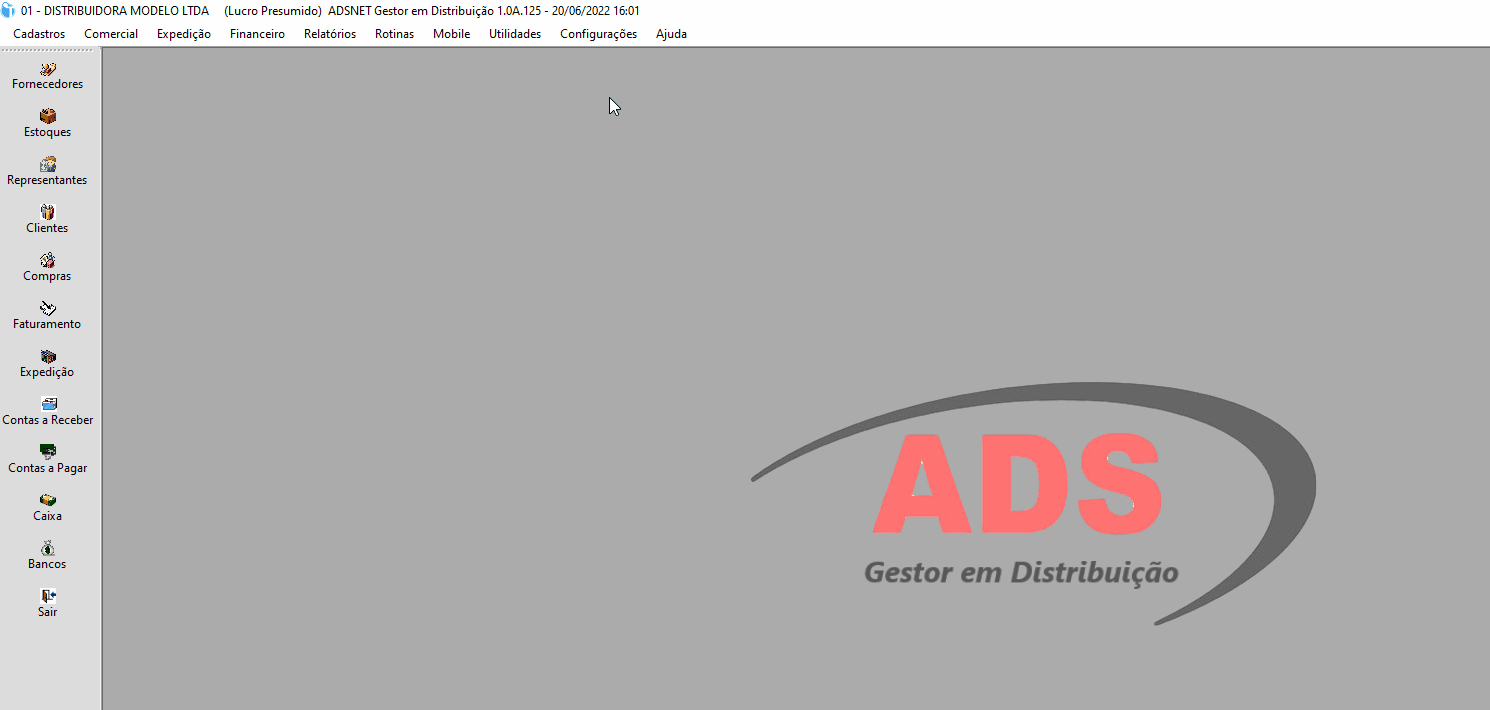 01 - DISTRIBUIDORA MODELO LTDA (Lucro Presumido) ADSNET Gestor em Distribuição 1.0A.125 - 20/06/2022 16:01
Cadastros Comercial Expedição Financeiro Relatórios Rotinas Mobile Utilidades Configurações Ajuda
Fornecedores
Estoques
Representantes
Clientes
Compras
Faturamento
Expedição
Contas a Receber
Contas a Pagar
Caixa
Bancos
Sair
ADS
Gestor em Distribuição